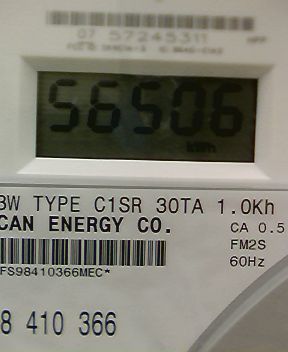 07 57245311
56506
kWh
3W TYPE C1SR 30TA 1.0Kh
CAN ENERGY CO.
CA 0.5
FM2S
60Hz
FS98410366MEC*
8 410 366